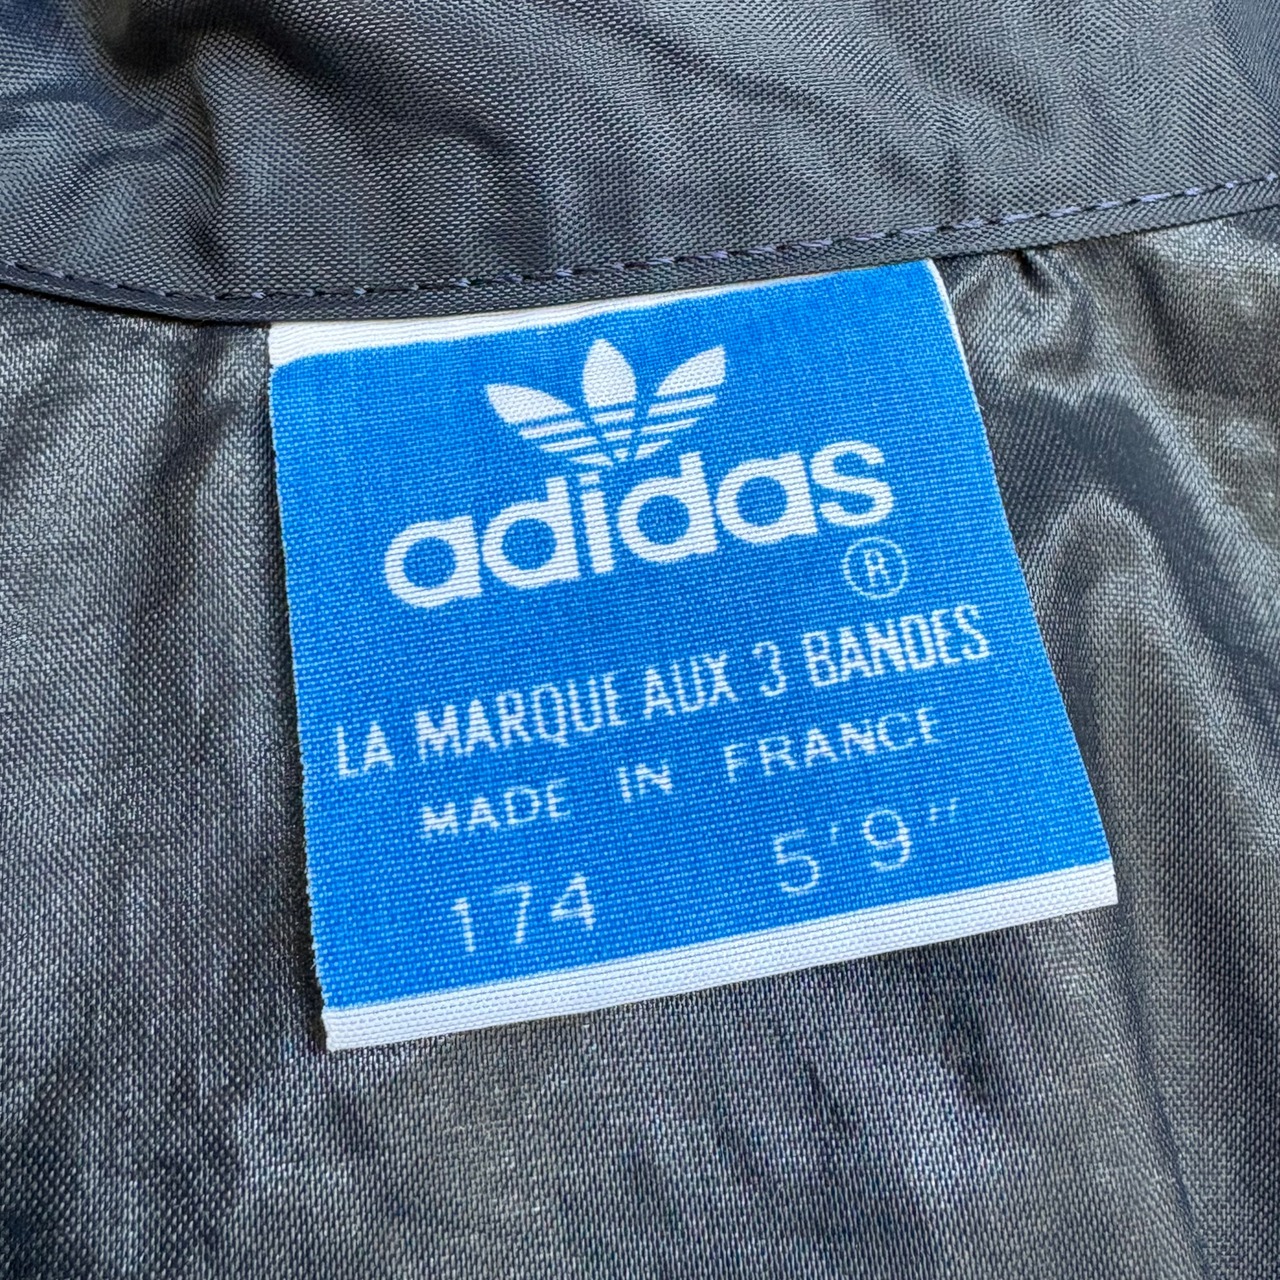 adidas
®
LA MARQUE AUX 3 BANDES
MADE IN FRANCE
174 5'9"